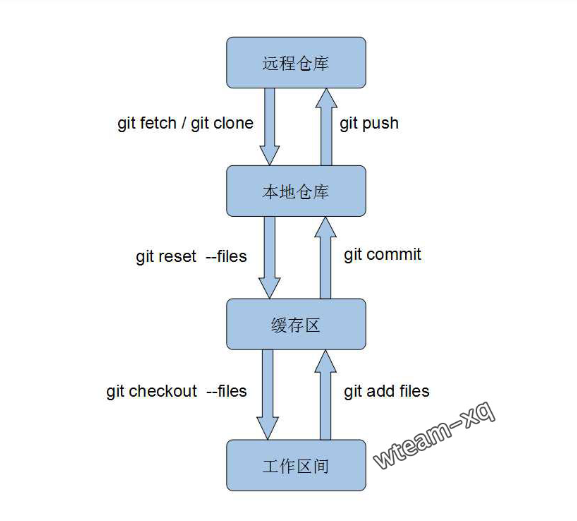 远程仓库
git fetch / git clone
git push
本地仓库
git reset --files
git commit
缓存区
git checkout --files
git add files
工作区间
wteam-xq